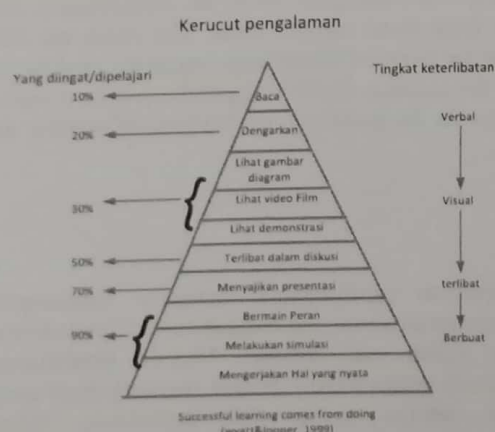 Kerucut pengalaman
Yang diingat/dipelajari
Tingkat keterlibatan
10%
Baca
Verbal
20%
Dengarkan
Lihat gambar
diagram
30%
Lihat video Film
Visual
Lihat demonstrasi
50%
Terlibat dalam diskusi
70%
Menyajikan presentasi
terlibat
Bermain Peran
90%
Melakukan simulasi
Berbuat
Mengerjakan Hal yang nyata
Successful learning comes from doing
1999)